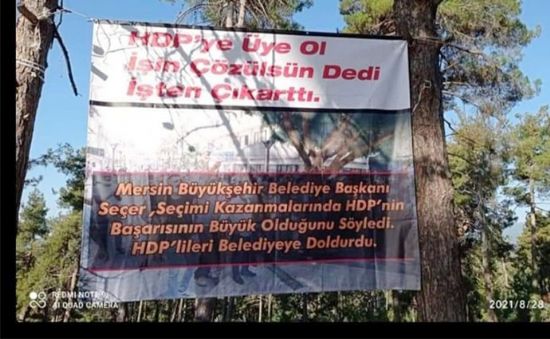 HDP'ye Üye Ol
İşin Çözülsün Dedi
İşten Çıkarttı.
Mersin Büyükşehir Belediye Başkanı
Seçer ,Seçimi Kazanmalarında HDP'nin
Başarısının Büyük Olduğunu Söyledi.
HDP'lileri Belediyeye Doldurdu.
REDMI NOTE
AI QUAD CAMERA
2021/8/28